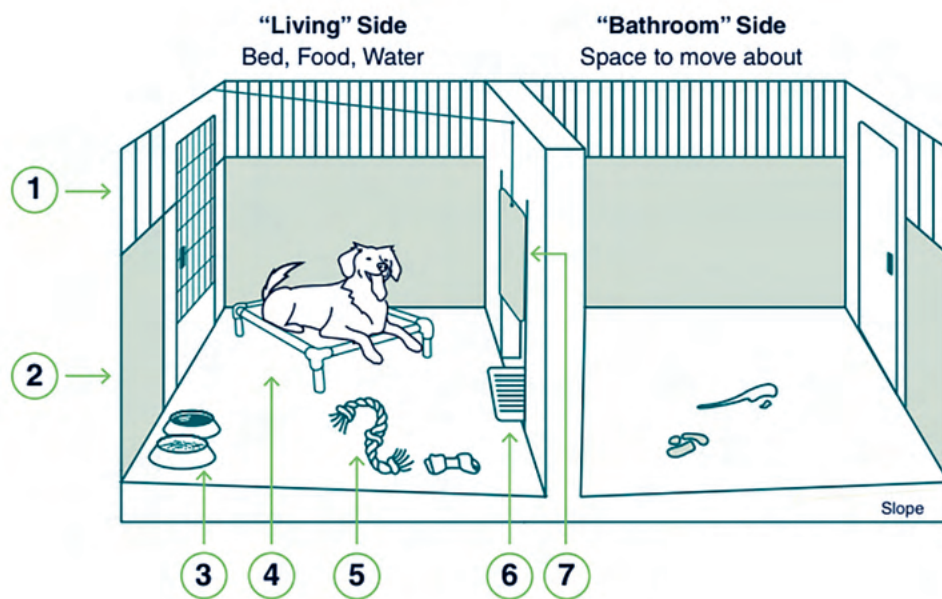 “Living” Side
Bed, Food, Water
“Bathroom” Side
Space to move about
1
2
Slope
3
4
5
6
7